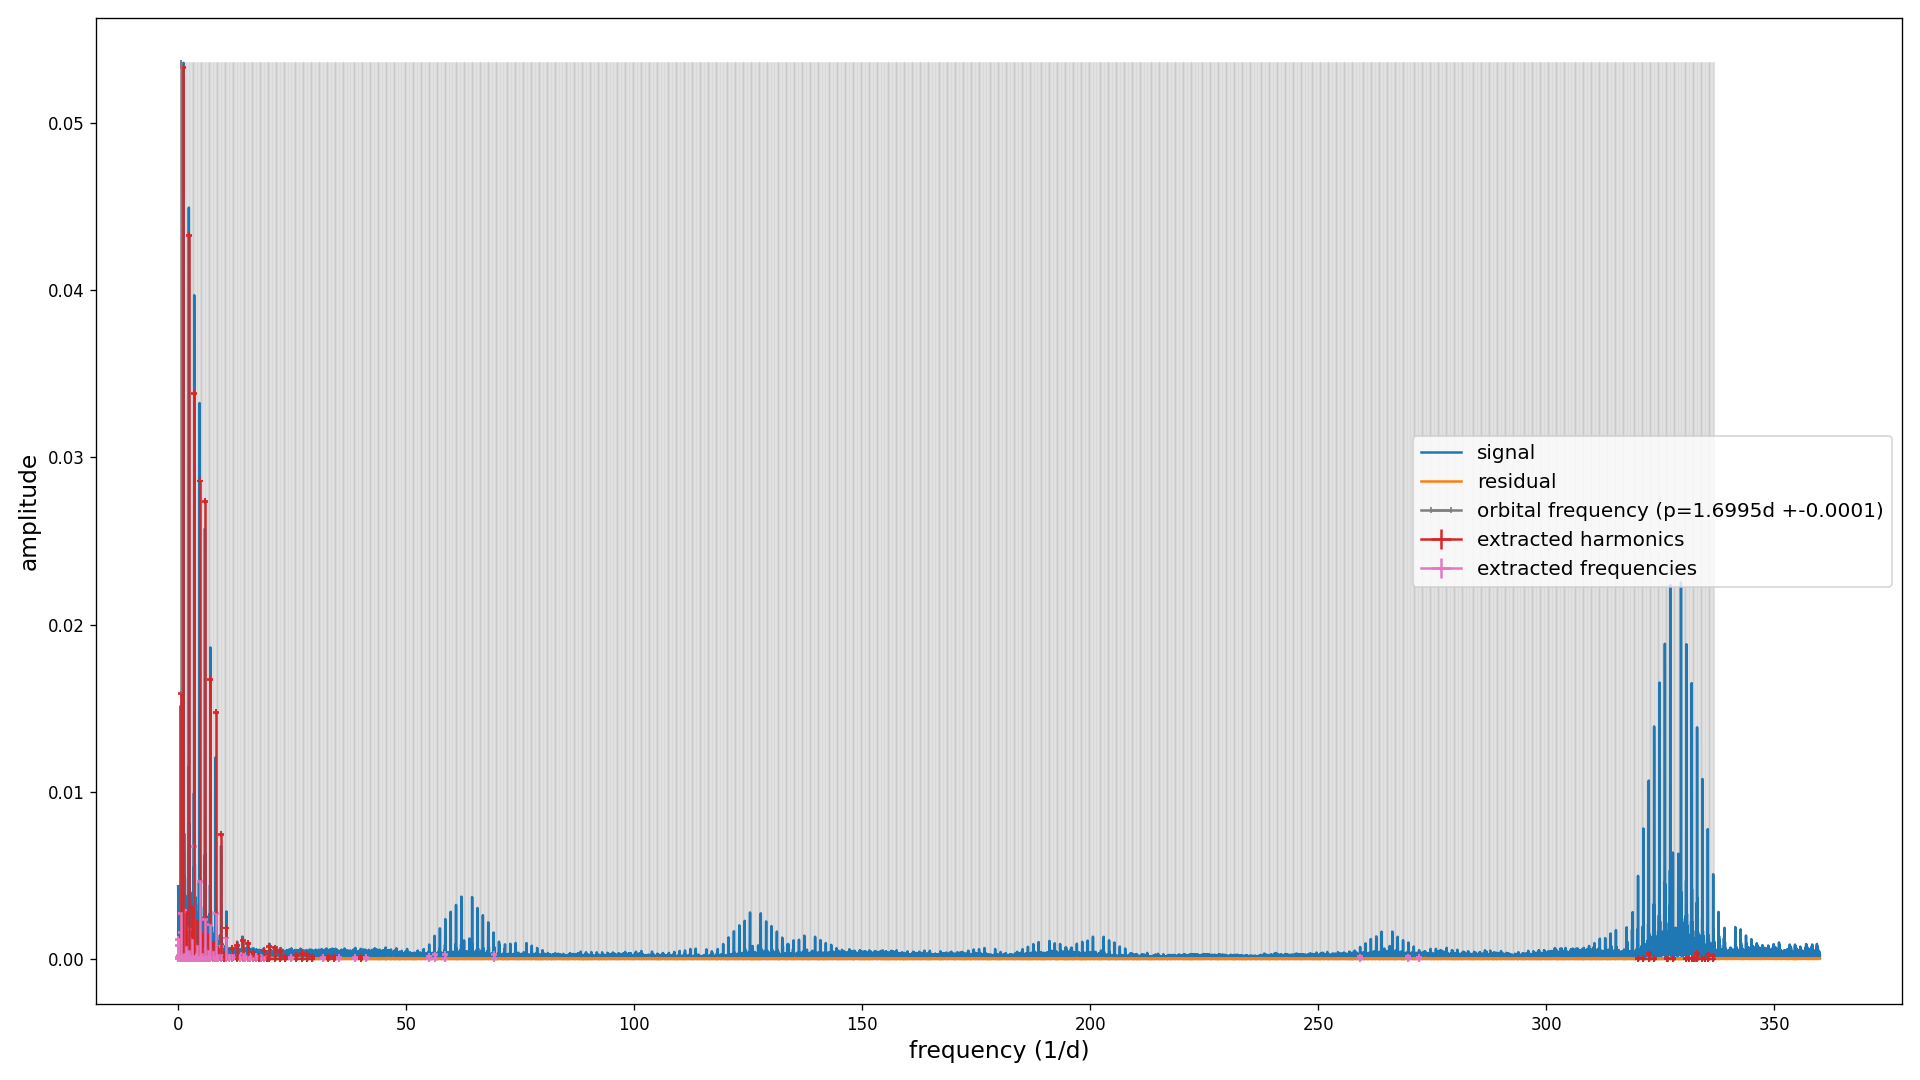 0.05
0.04
0.03
0.02
0.01
0.00
amplitude
signal
residual
orbital frequency (p=1.6995d +-0.0001)
extracted harmonics
extracted frequencies
0 50 100 150 200 250 300 350
frequency (1/d)